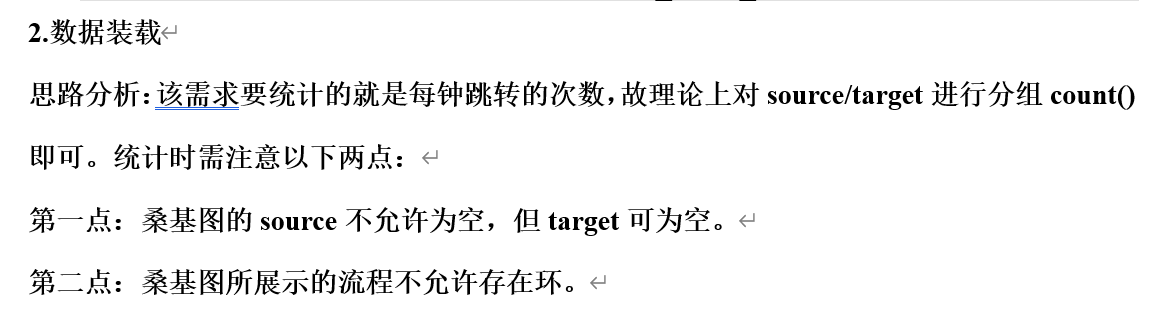 2.数据装载
思路分析：该需求要统计的就是每钟跳转的次数，故理论上对 source/target 进行分组 count()
即可。统计时需注意以下两点：
第一点：桑基图的 source 不允许为空，但 target 可为空。
第二点：桑基图所展示的流程不允许存在环。